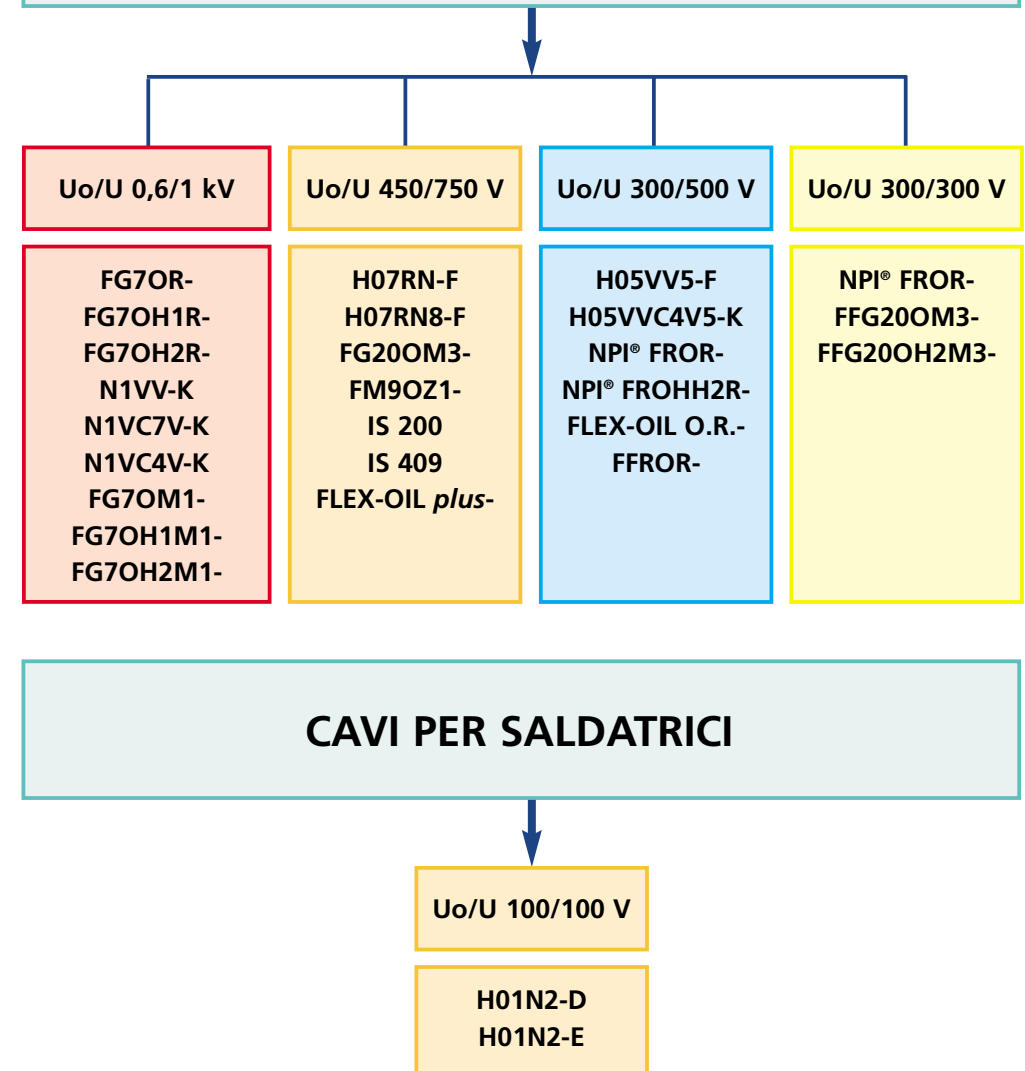 Uo/U 0,6/1 kV
FG7OR-
FG7OH1R-
FG7OH2R-
N1VV-K
N1VC7V-K
N1VC4V-K
FG7OM1-
FG7OH1M1-
FG7OH2M1-
Uo/U 450/750 V
H07RN-F
H07RN8-F
FG20OM3-
FM9OZ1-
IS 200
IS 409
FLEX-OIL plus-
Uo/U 300/500 V
H05VV5-F
H05VVC4V5-K
NPI® FROR-
NPI® FROHH2R-
FLEX-OIL O.R.-
FFROR-
Uo/U 300/300 V
NPI® FROR-
FFG20OM3-
FFG20OH2M3-
CAVI PER SALDATRICI
Uo/U 100/100 V
H01N2-D
H01N2-E